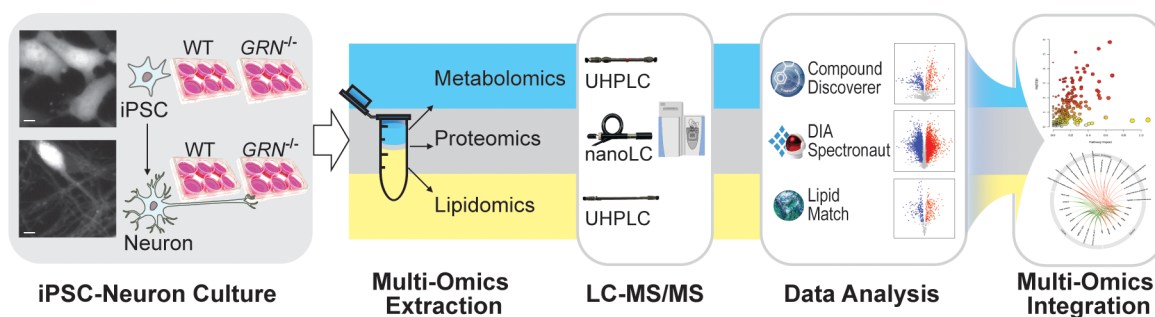 WT
GRN-/-
iPSC
WT
GRN-/-
Neuron
iPSC-Neuron Culture
Metabolomics
Proteomics
Lipidomics
Multi-Omics
Extraction
UHPLC
nanoLC
UHPLC
LC-MS/MS
Compound
Discoverer
DIA
Spectronaut
Lipid
Match
Data Analysis
Multi-Omics
Integration